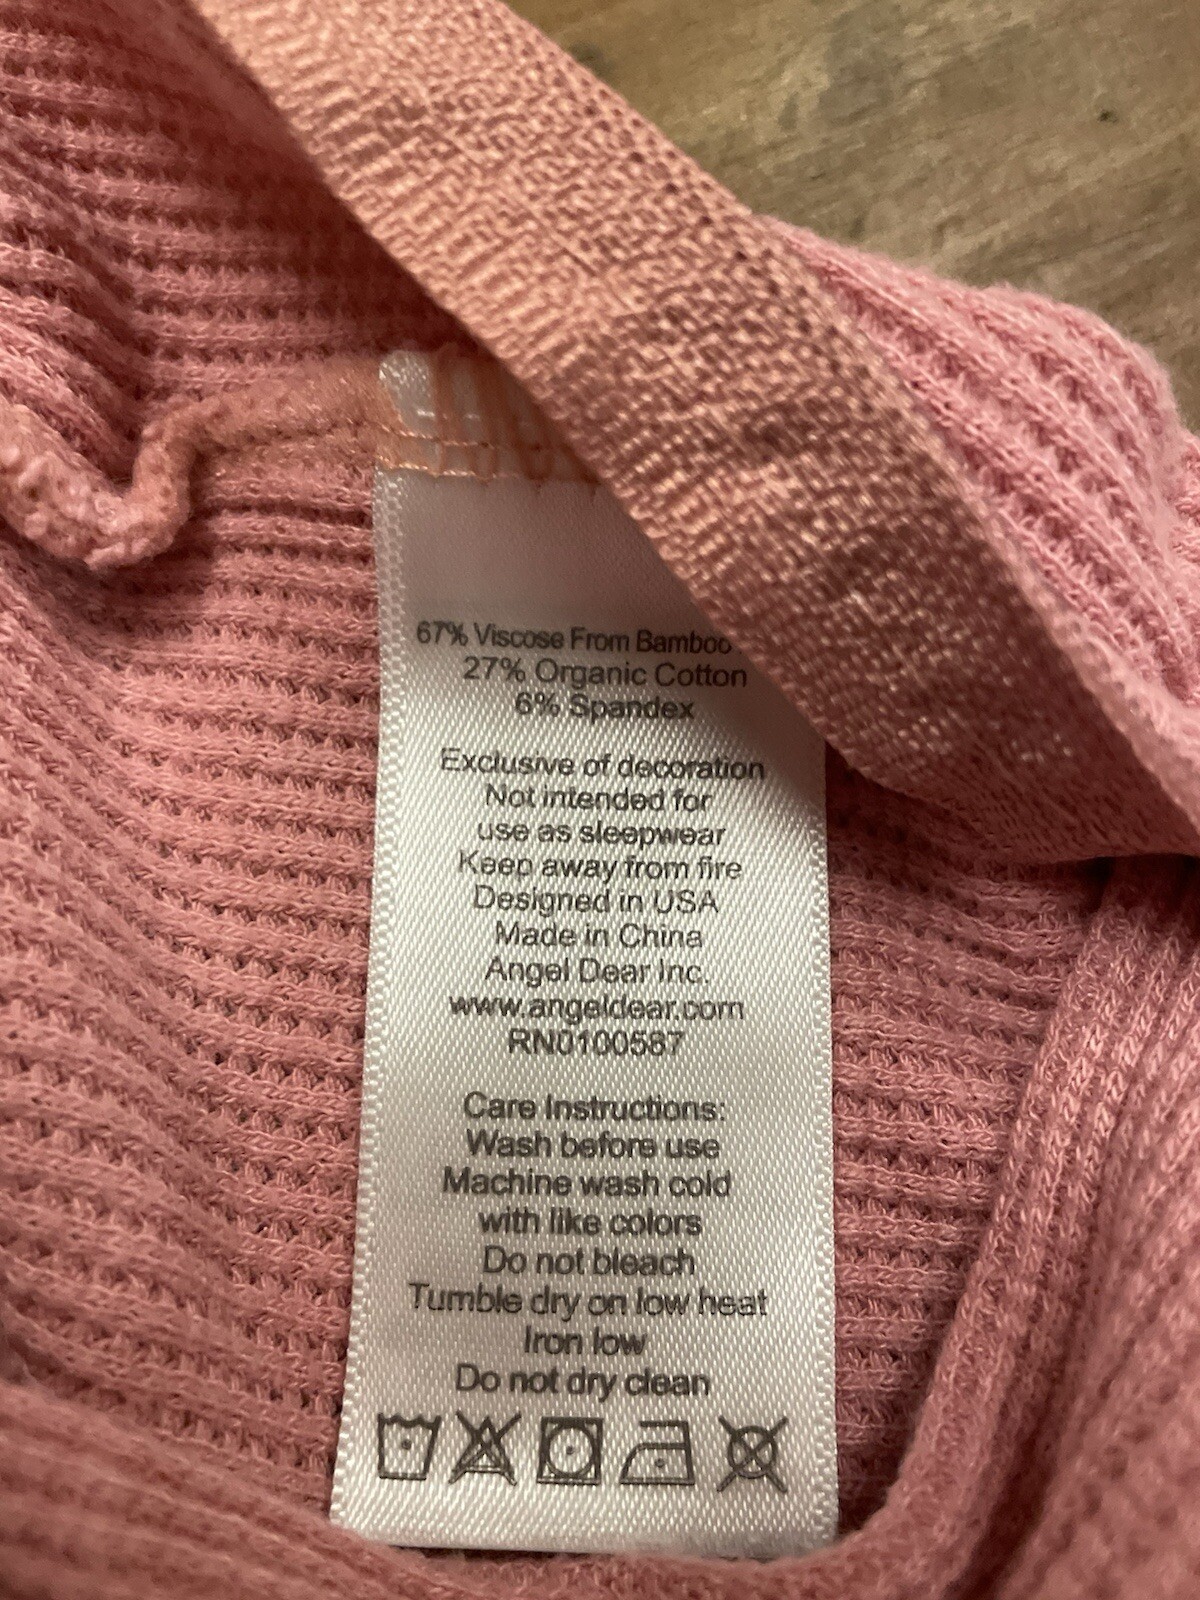 67% Viscose From Bamboo
27% Organic Cotton
6% Spandex
Exclusive of decoration
Not intended for
use as sleepwear
Keep away from fire
Designed in USA
Made in China
Angel Dear Inc.
www.angeldear.com
RN0100587
Care Instructions:
Wash before use
Machine wash cold
with like colors
Do not bleach
Tumble dry on low heat
Iron low
Do not dry clean